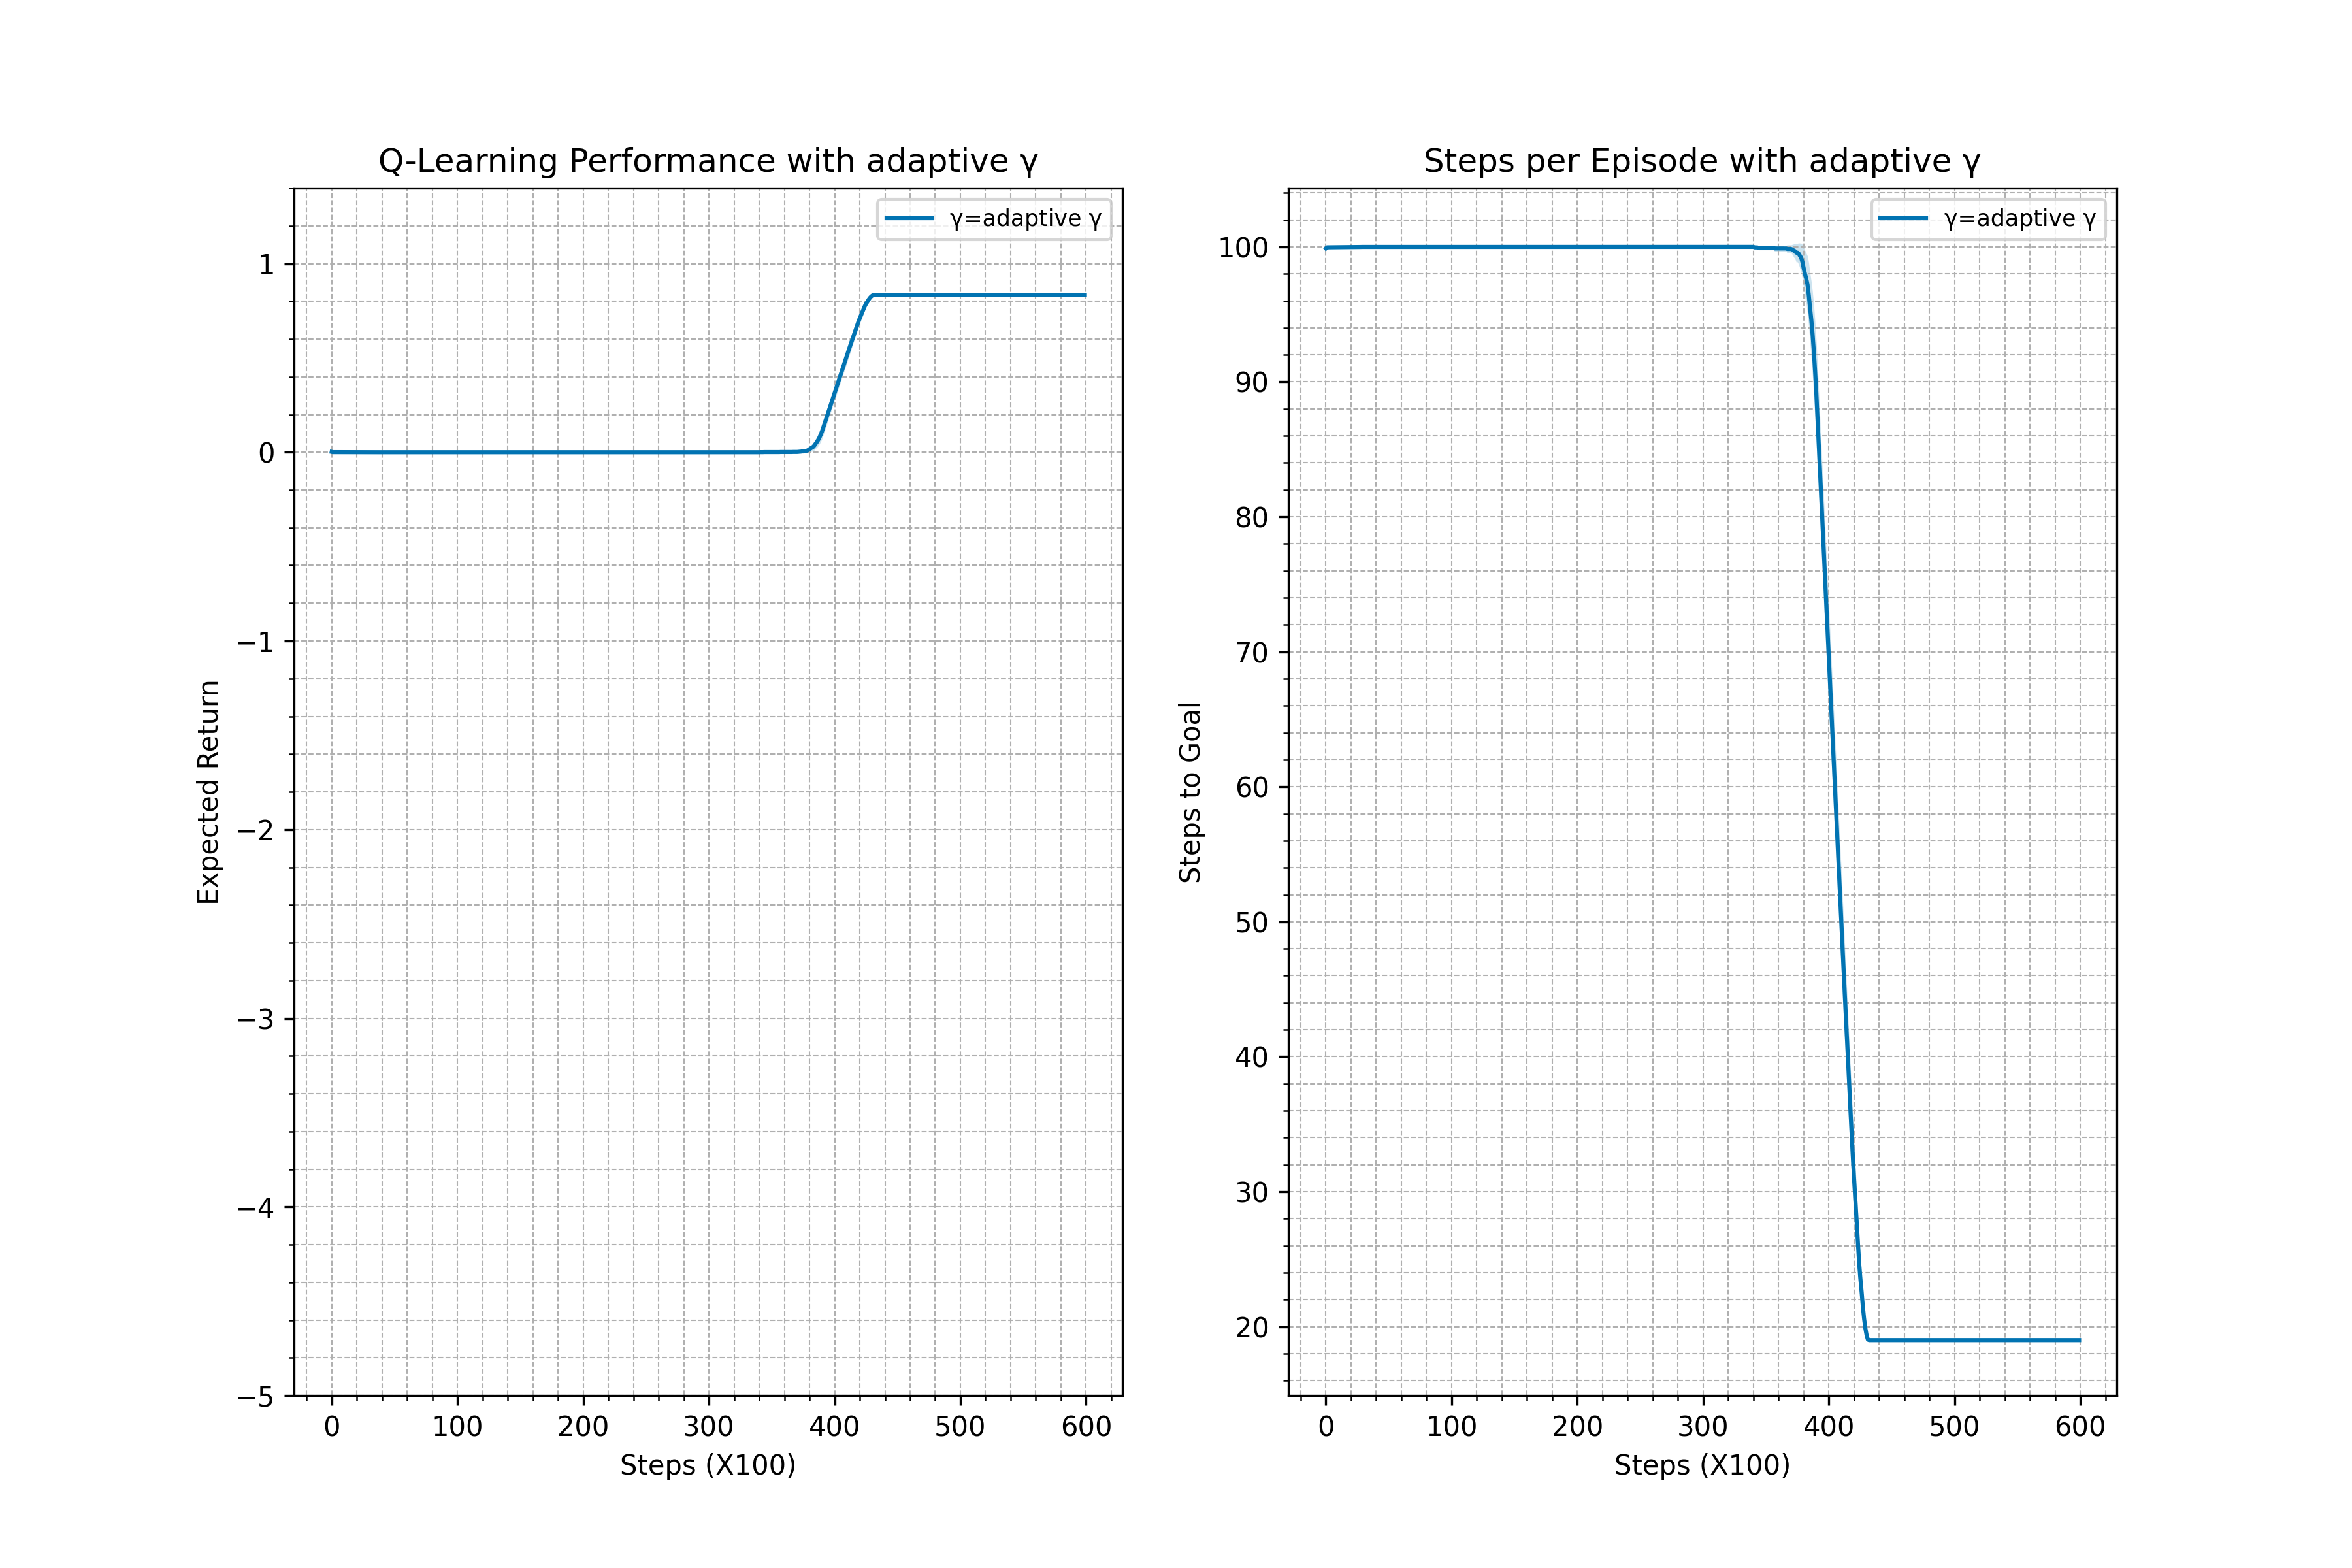 Q-Learning Performance with adaptive γ
γ=adaptive γ
1
0
−1
−2
−3
−4
−5
Expected Return
0 100 200 300 400 500 600
Steps (X100)
Steps per Episode with adaptive γ
γ=adaptive γ
100
90
80
70
60
50
40
30
20
Steps to Goal
0 100 200 300 400 500 600
Steps (X100)